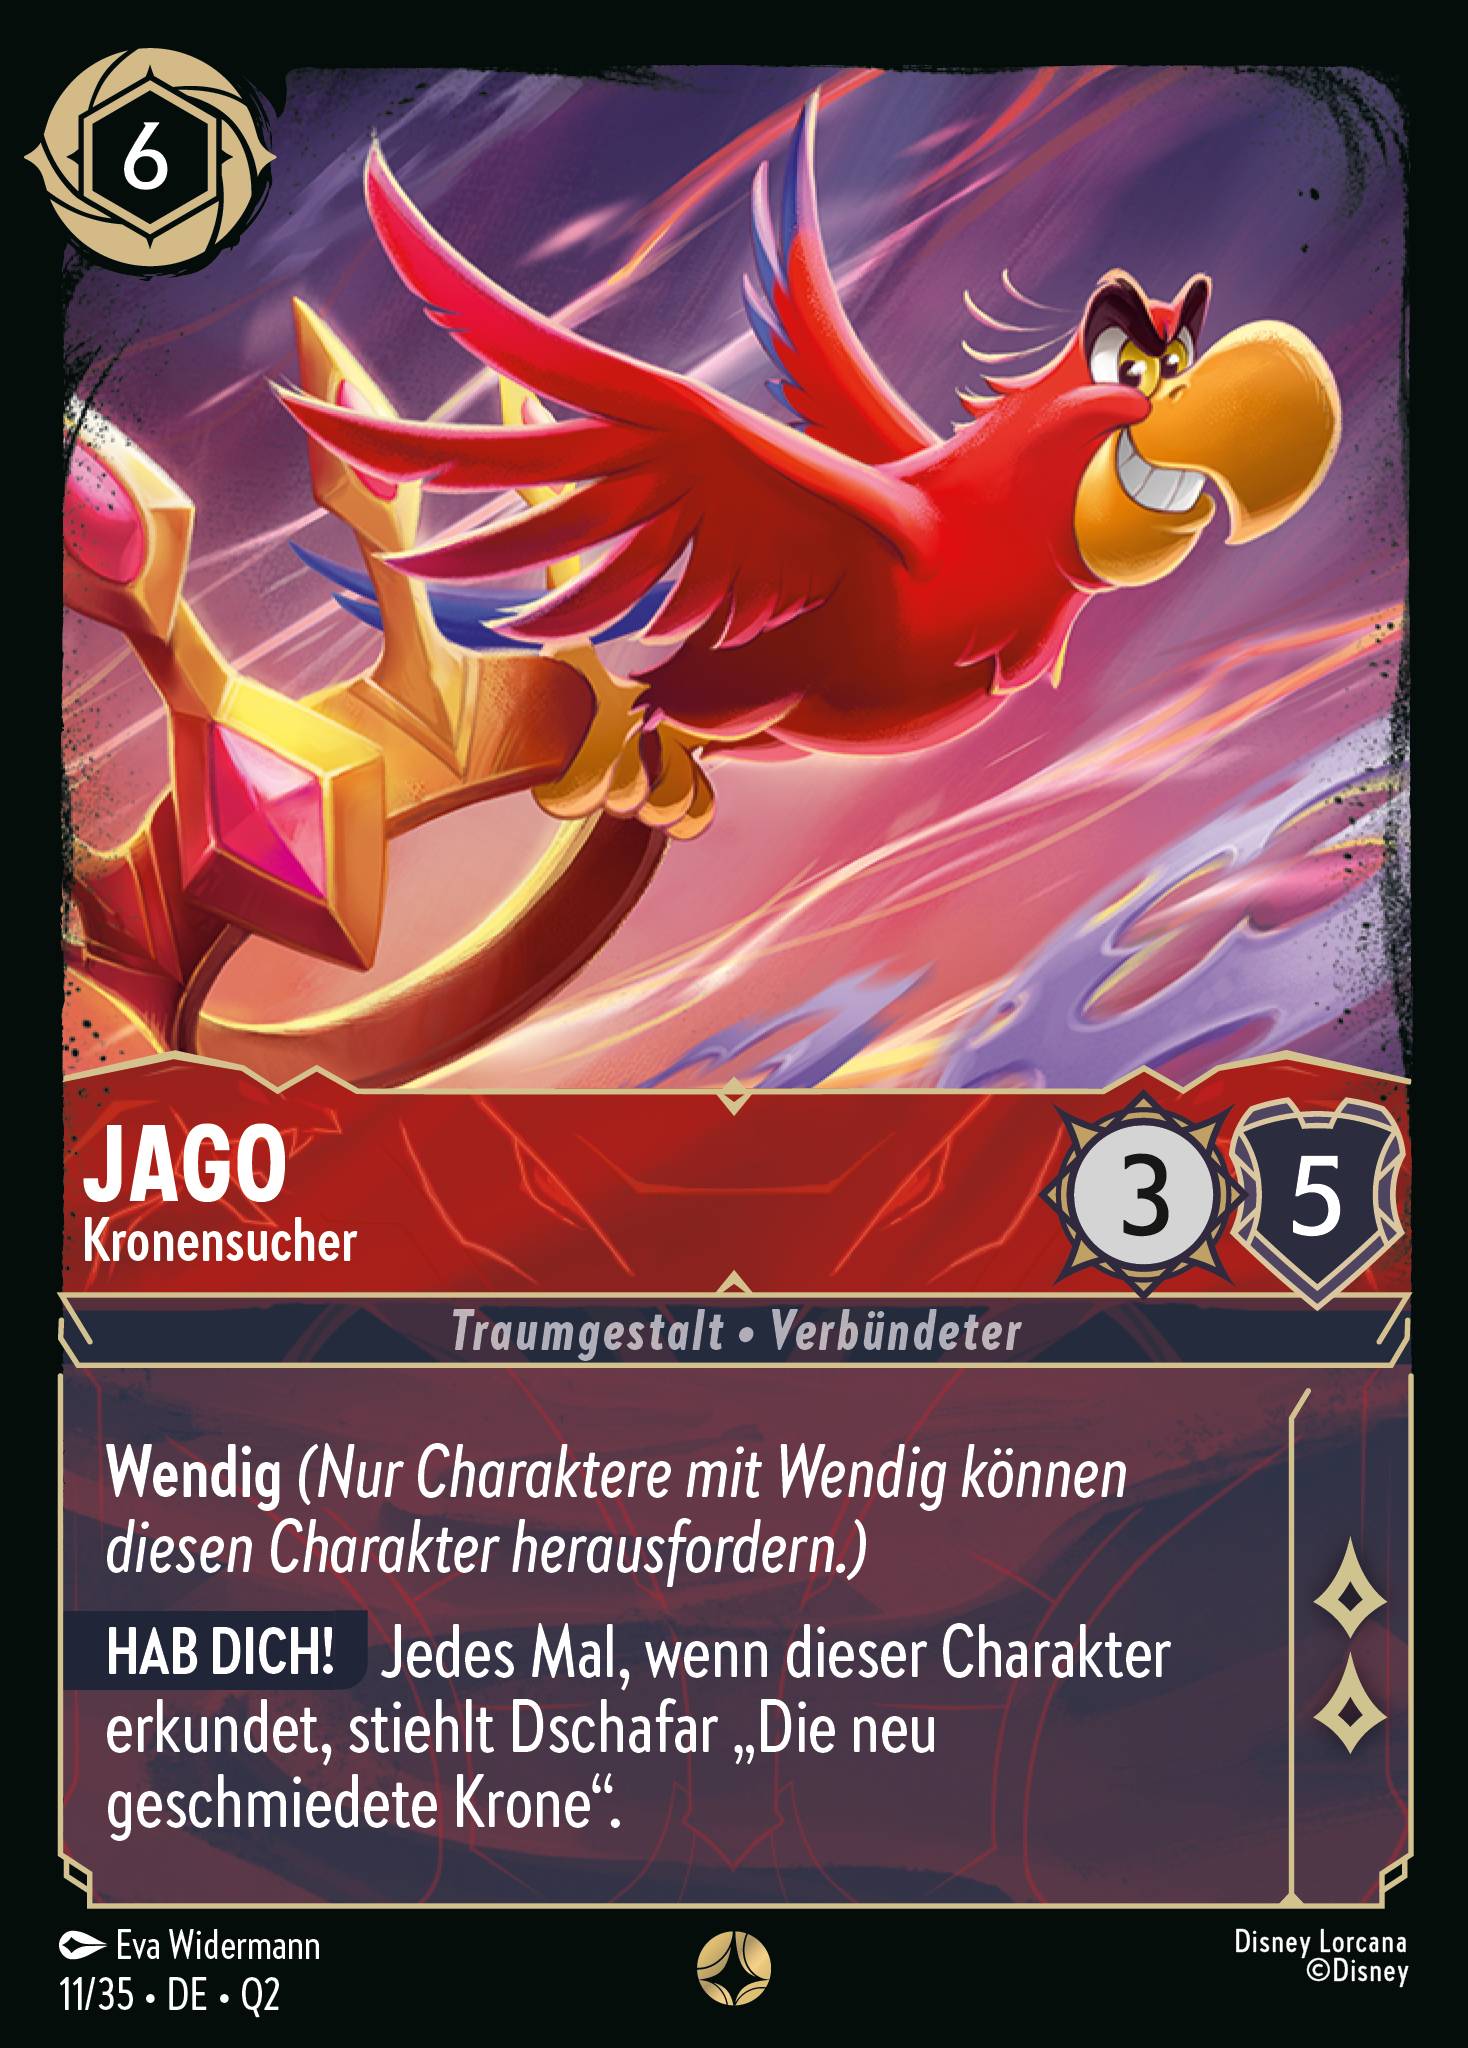 6
JAGO
Kronensucher
3
5
Traumgestalt • Verbündeter
Wendig (Nur Charaktere mit Wendig können
diesen Charakter herausfordern.)
HAB DICH! Jedes Mal, wenn dieser Charakter
erkundet, stiehlt Dschafar „Die neu
geschmiedete Krone“.
Eva Widermann
11/35 • DE • Q2
Disney Lorcana
©Disney